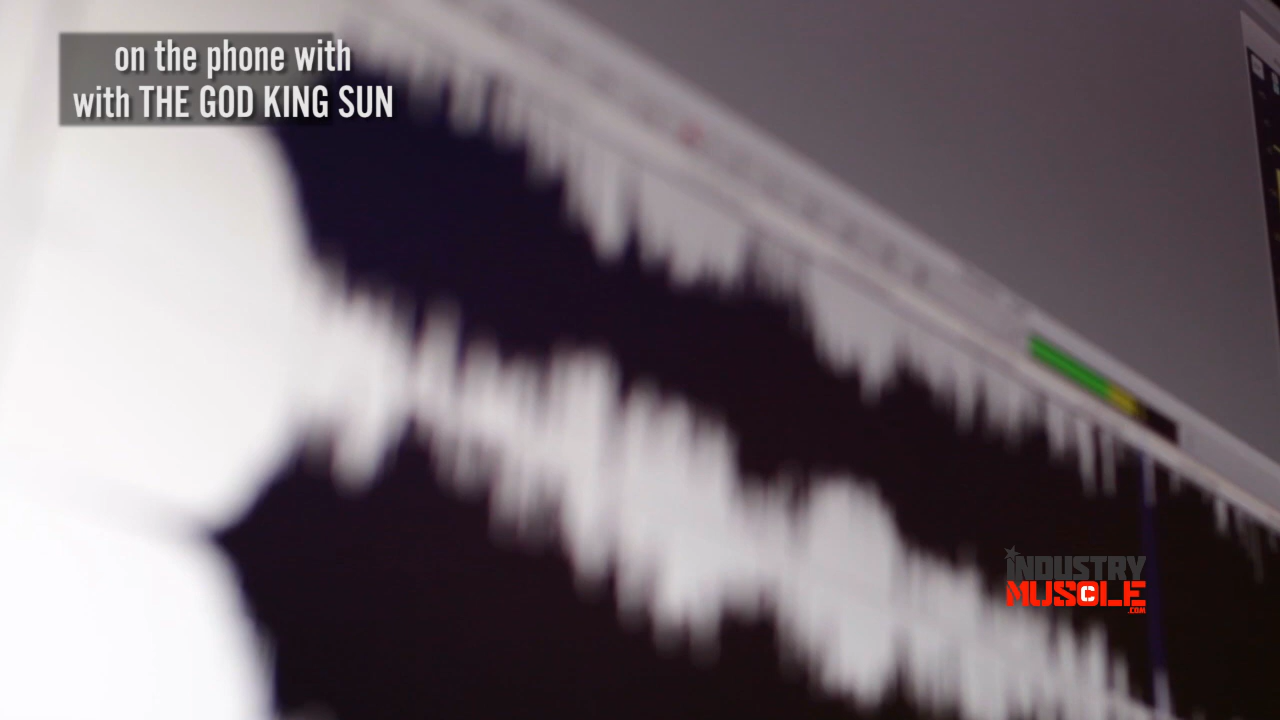 on the phone with
with THE GOD KING SUN
INDUSTRY
MUSCLE
.COM